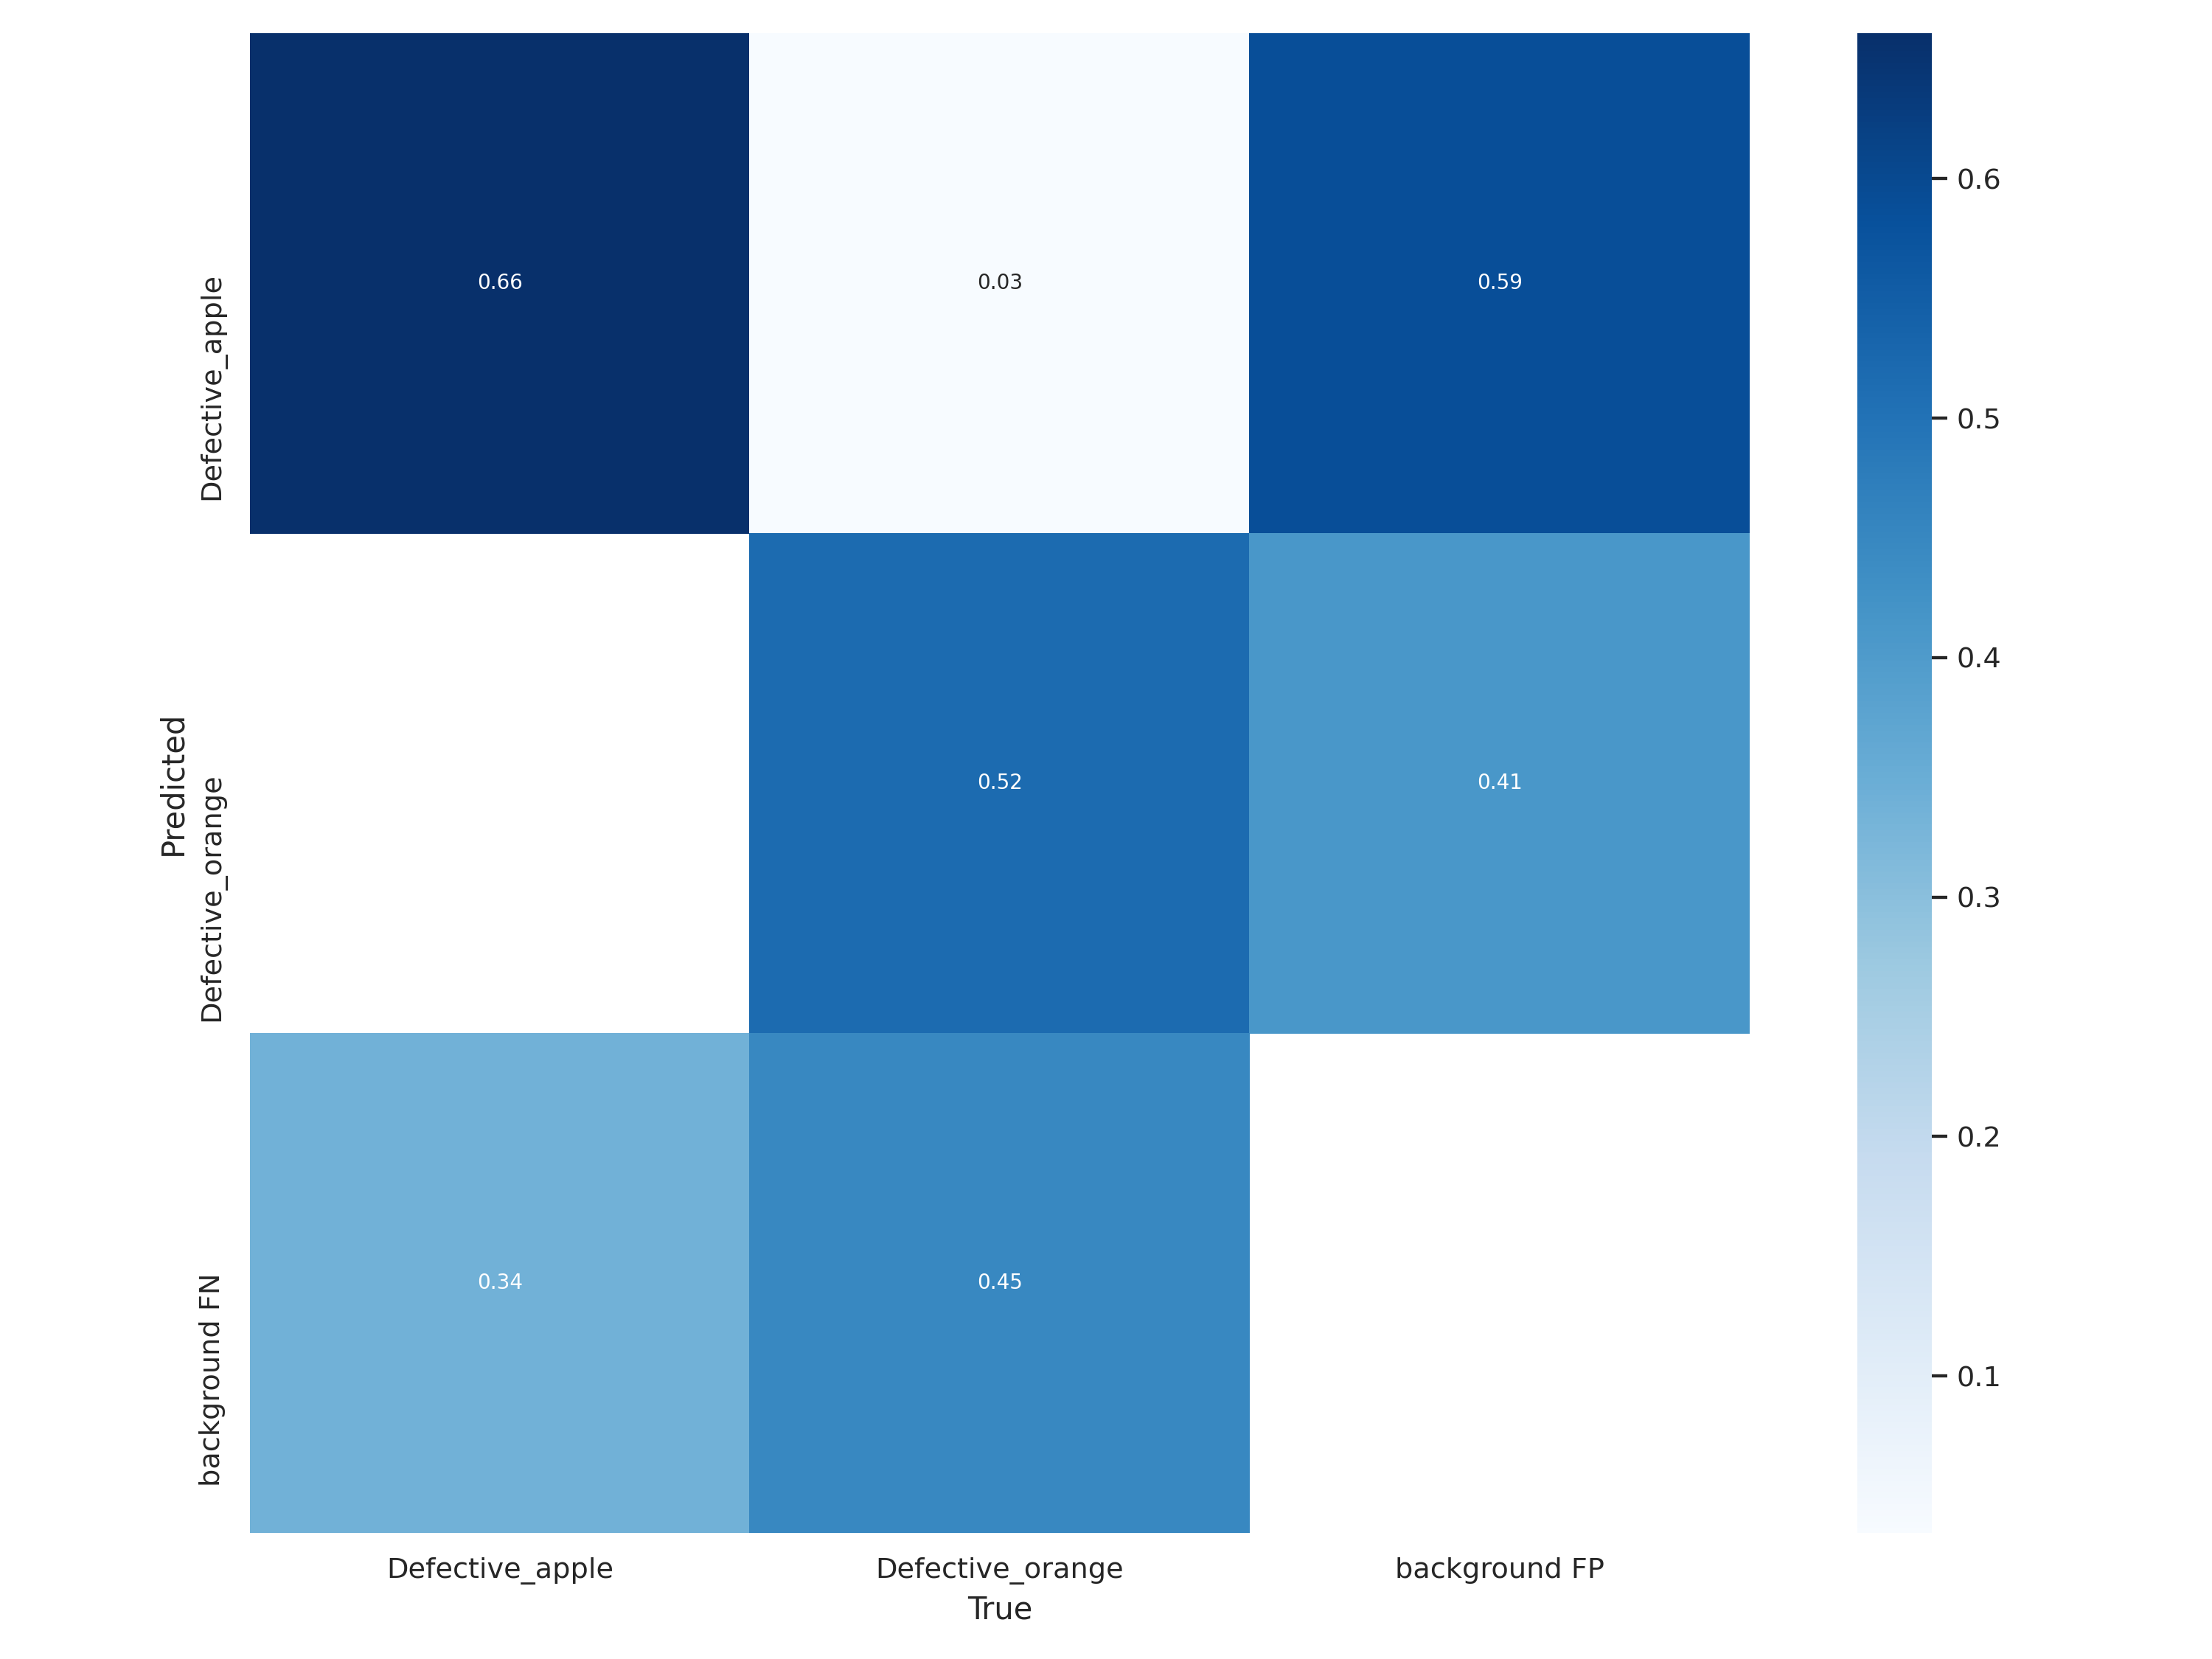 Predicted
Defective_apple
0.66
0.03
0.59
Defective_orange
0.52
0.41
background FN
0.34
0.45
Defective_apple
Defective_orange
background FP
True
0.6
0.5
0.4
0.3
0.2
0.1